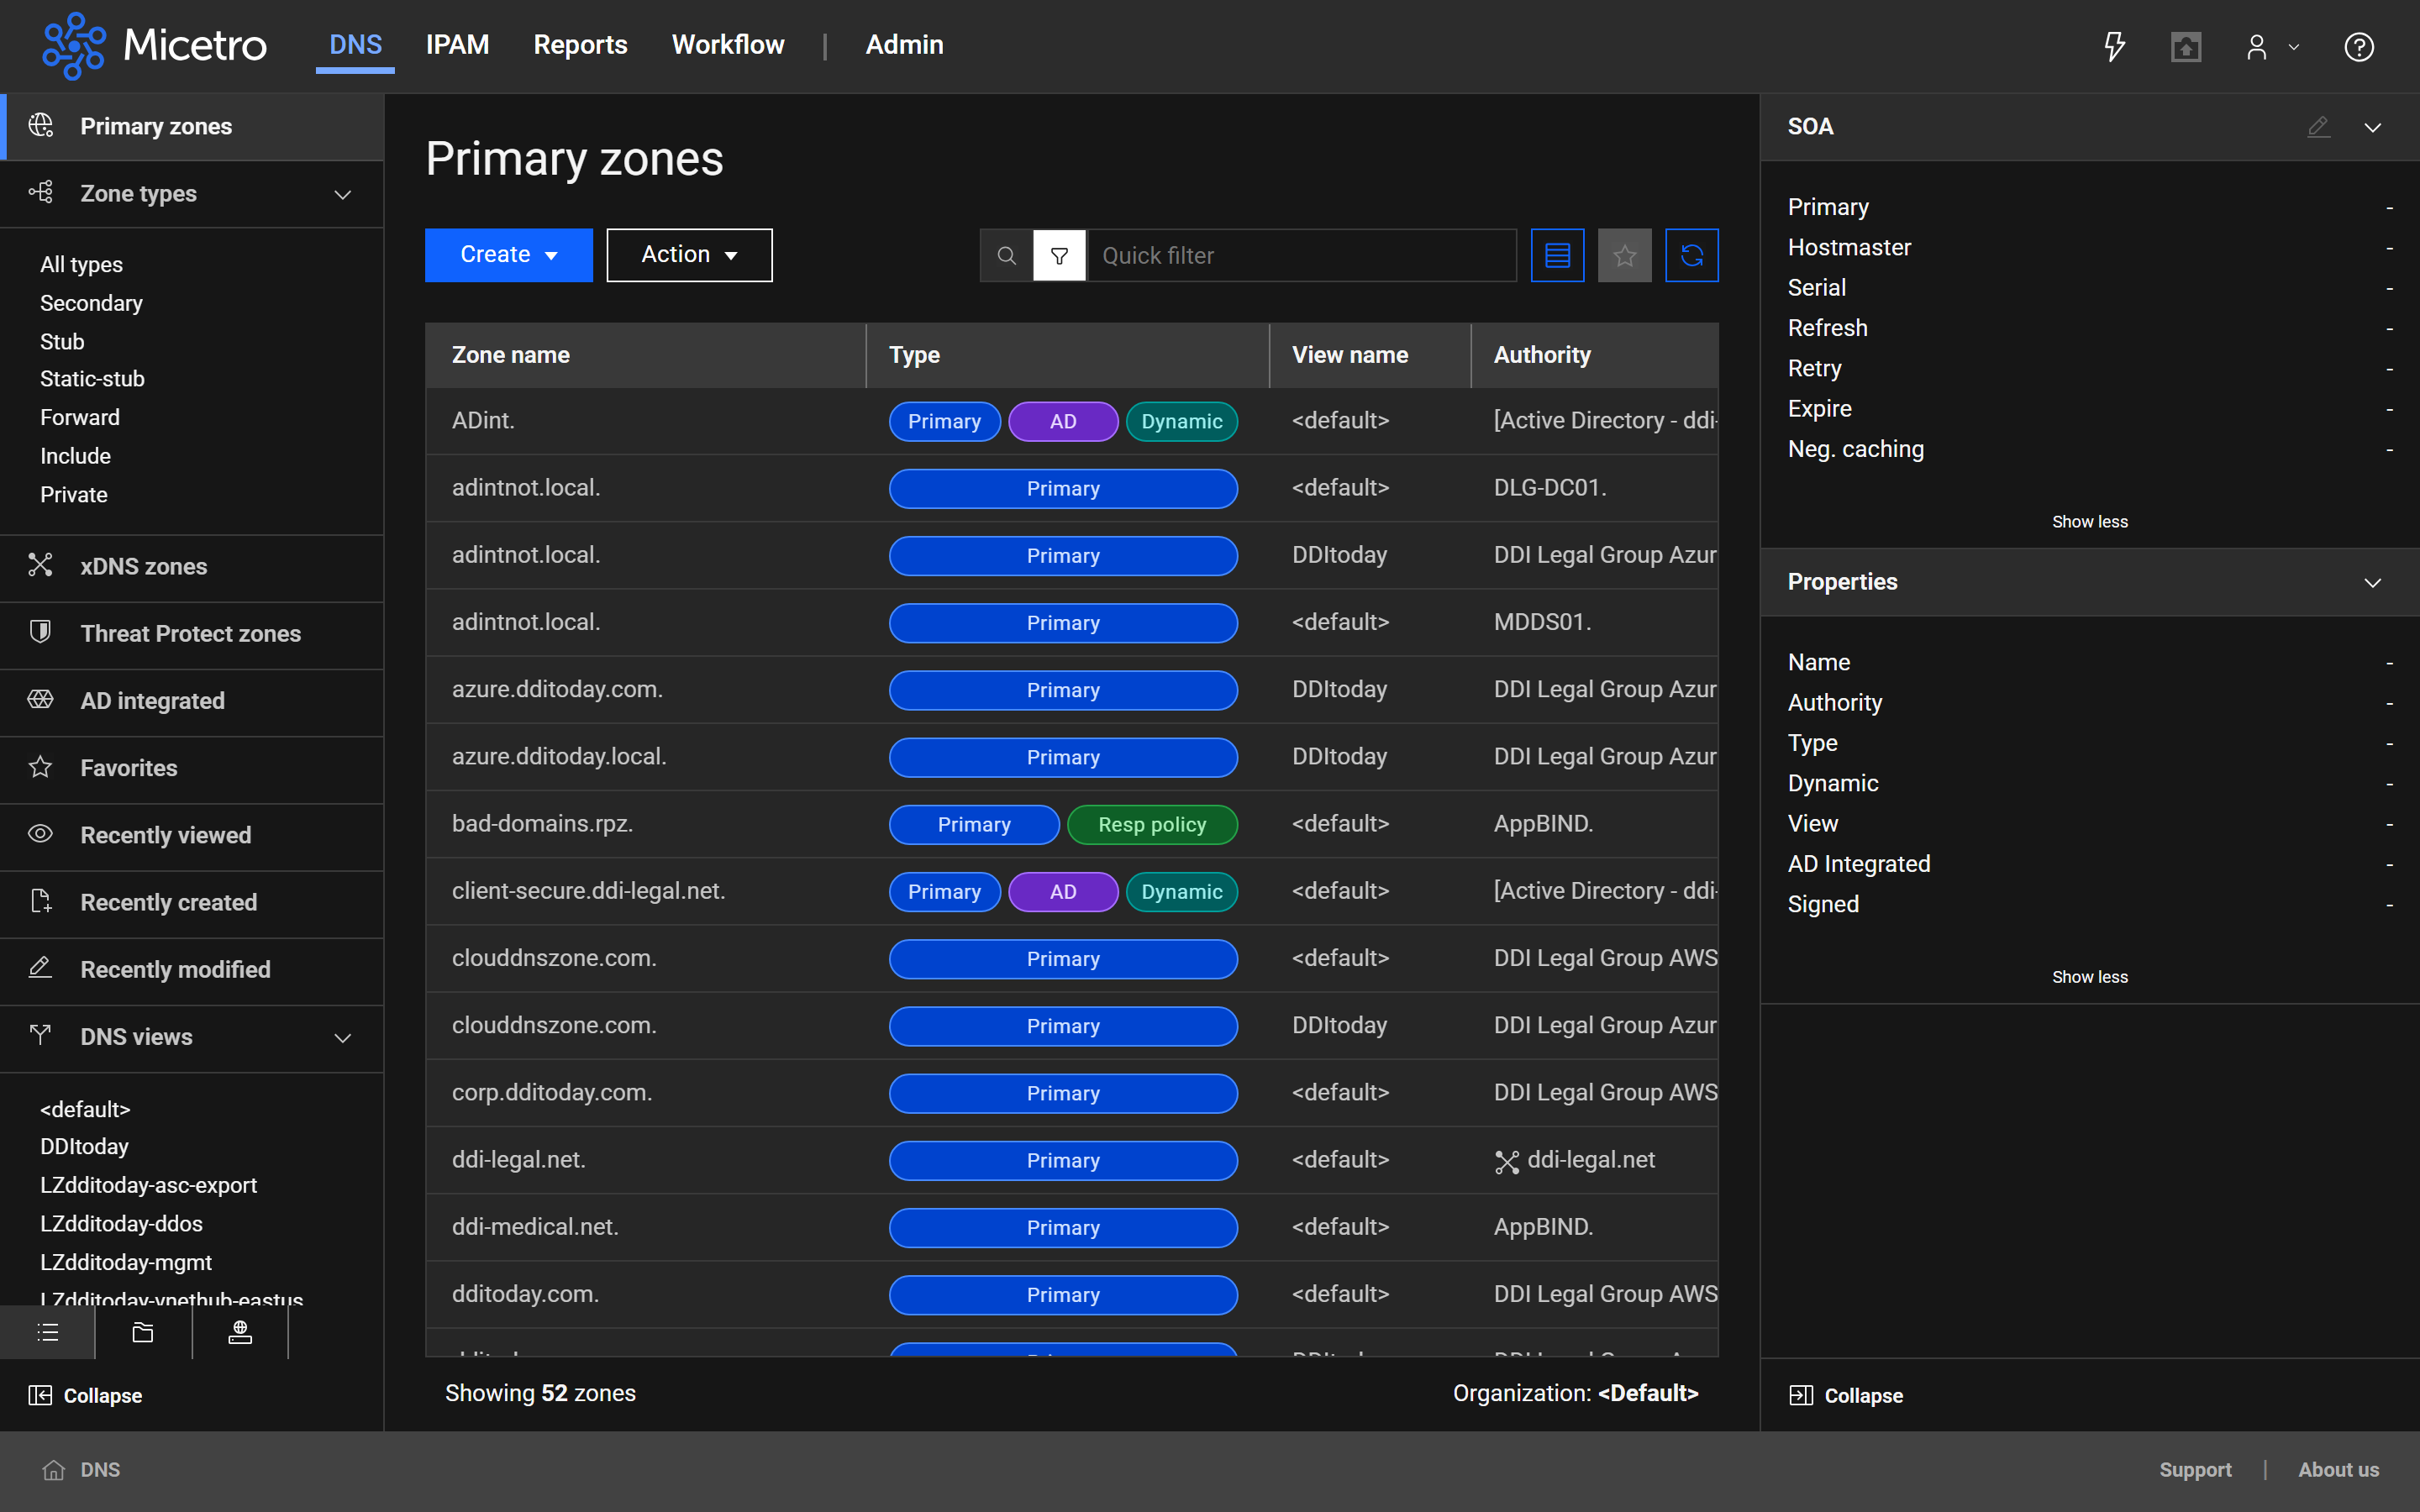 Micetro
DNS IPAM Reports Workflow | Admin
Primary zones
Zone types
All types
Secondary
Stub
Static-stub
Forward
Include
Private
xDNS zones
Threat Protect zones
AD integrated
Favorites
Recently viewed
Recently created
Recently modified
DNS views
<default>
DDItoday
LZdditoday-asc-export
LZdditoday-ddos
LZdditoday-mgmt
LZdditoday-vnethub-eastus
Collapse
Primary zones
Create Action Quick filter
Zone name Type View name Authority
ADint. Primary AD Dynamic <default> [Active Directory - ddi-
adintnot.local. Primary <default> DLG-DC01.
adintnot.local. Primary DDItoday DDI Legal Group Azur
adintnot.local. Primary <default> MDDS01.
azure.dditoday.com. Primary DDItoday DDI Legal Group Azur
azure.dditoday.local. Primary DDItoday DDI Legal Group Azur
bad-domains.rpz. Primary Resp policy <default> AppBIND.
client-secure.ddi-legal.net. Primary AD Dynamic <default> [Active Directory - ddi-
clouddnszone.com. Primary <default> DDI Legal Group AWS
clouddnszone.com. Primary DDItoday DDI Legal Group Azur
corp.dditoday.com. Primary <default> DDI Legal Group AWS
ddi-legal.net. Primary <default> ddi-legal.net
ddi-medical.net. Primary <default> AppBIND.
dditoday.com. Primary <default> DDI Legal Group AWS
Showing 52 zones Organization: <Default>
SOA
Primary -
Hostmaster -
Serial -
Refresh -
Retry -
Expire -
Neg. caching -
Show less
Properties
Name -
Authority -
Type -
Dynamic -
View -
AD Integrated -
Signed -
Show less
Collapse
DNS
Support | About us